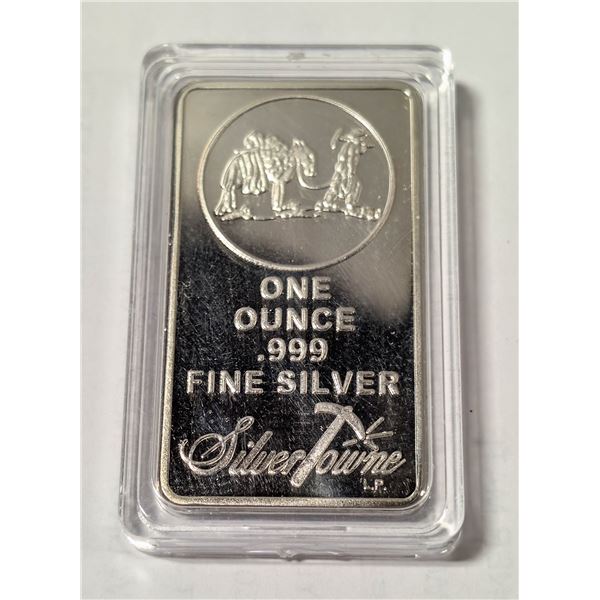 ONE
OUNCE
.999
FINE SILVER
SilverTowne
L.P.